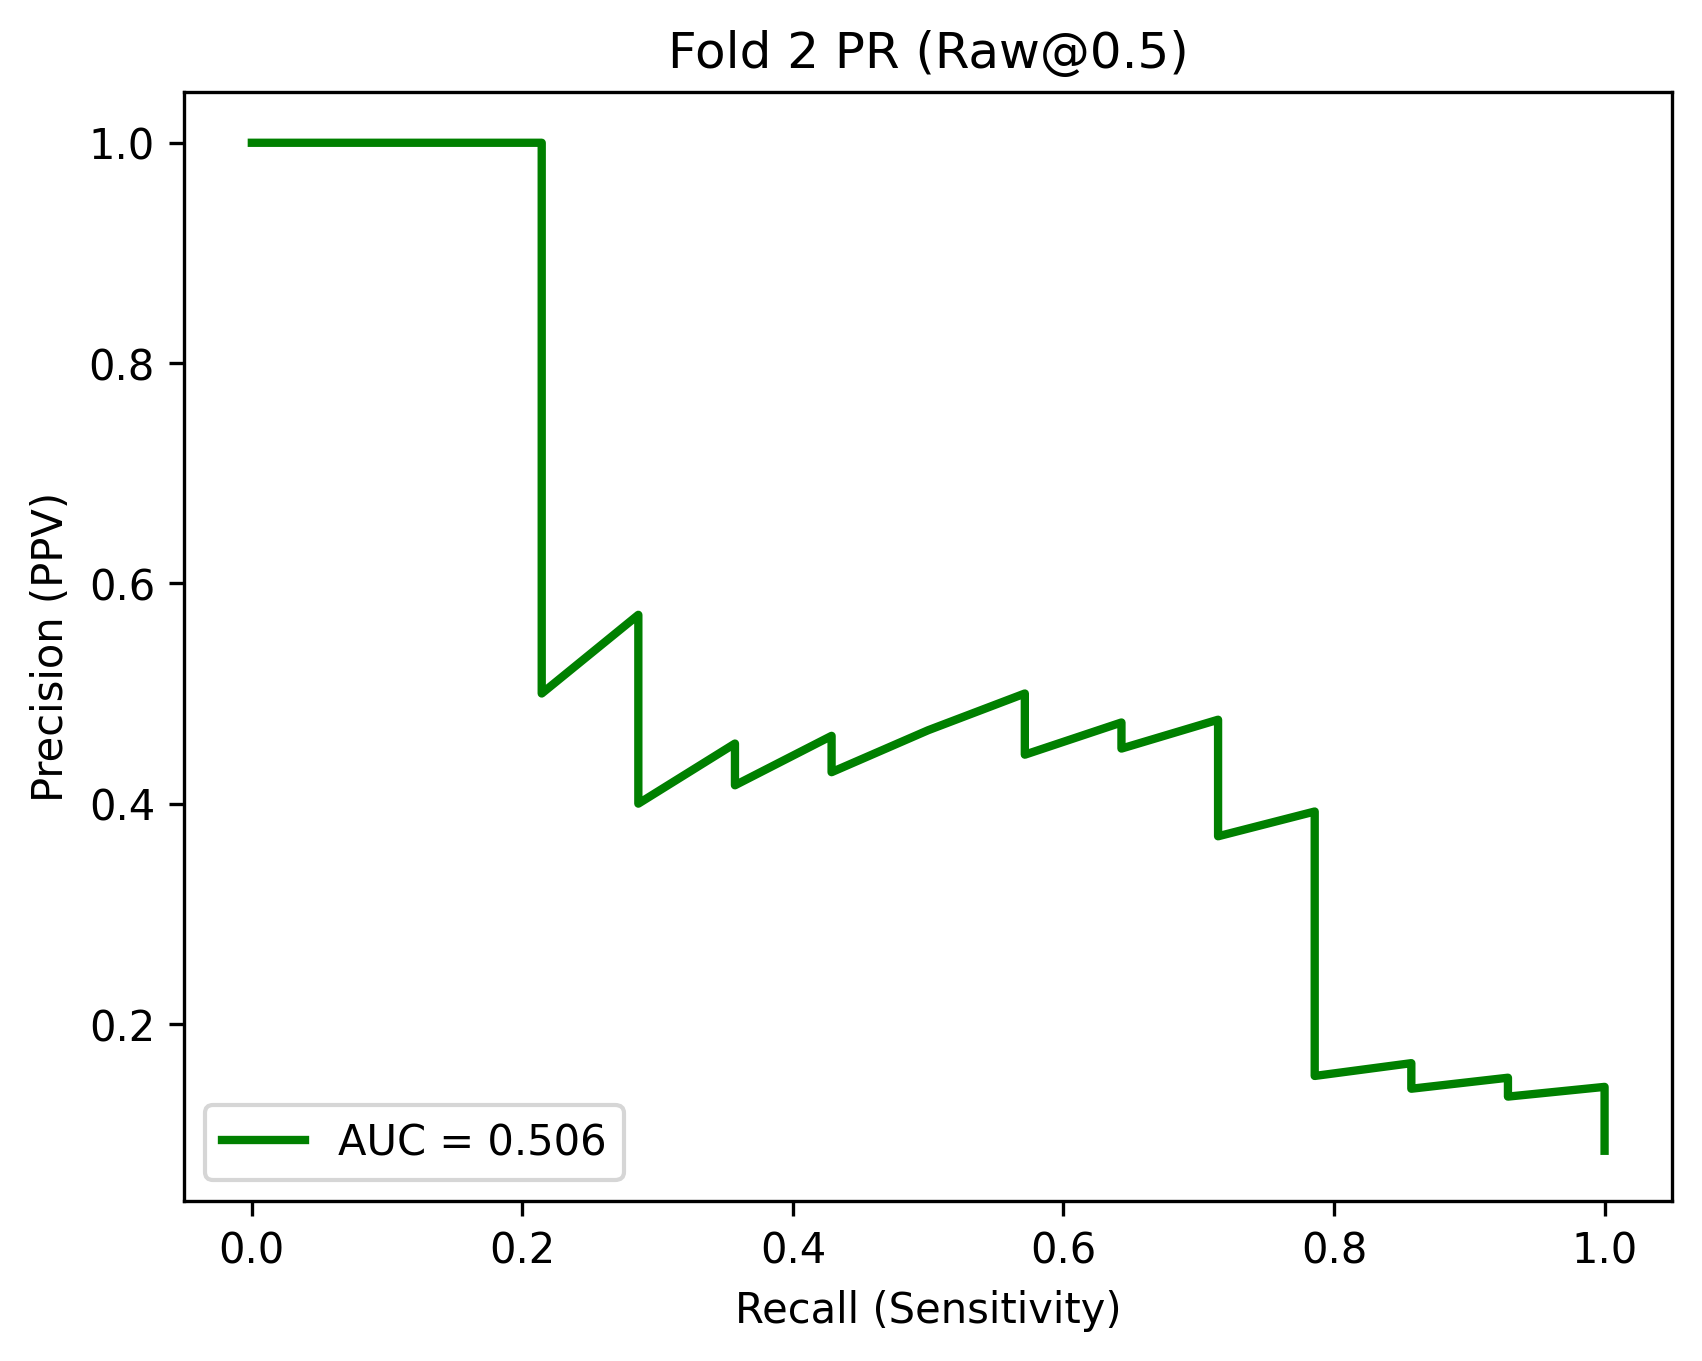 Fold 2 PR (Raw@0.5)
1.0
0.8
0.6
0.4
0.2
Precision (PPV)
AUC = 0.506
0.0 0.2 0.4 0.6 0.8 1.0
Recall (Sensitivity)